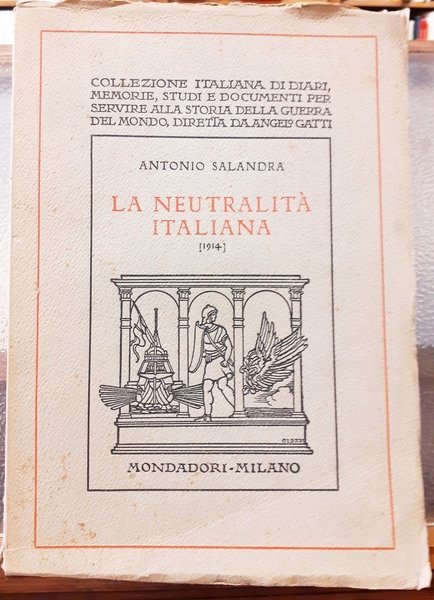 COLLEZIONE ITALIANA DI DIARI,
MEMORIE, STUDI E DOCUMENTI PER
SERVIRE ALLA STORIA DELLA GUERRA
DEL MONDO, DIRETTA DA ANGELO GATTI
ANTONIO SALANDRA
LA NEUTRALITÀ
ITALIANA
[1914]
MONDADORI-MILANO